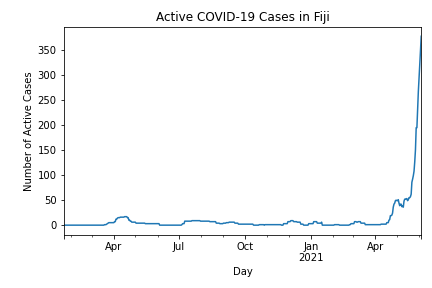 Active COVID-19 Cases in Fiji
Number of Active Cases
350
300
250
200
150
100
50
0
Apr
Jul
Oct
Jan
2021
Apr
Day